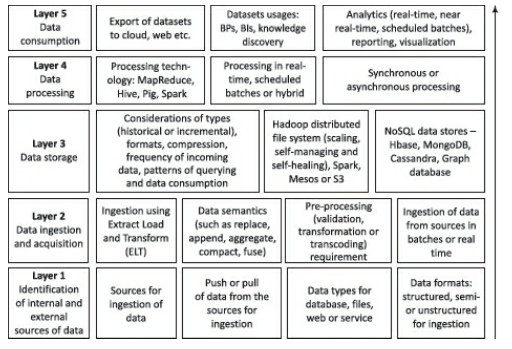 Layer 5
Data
consumption
Export of datasets
to cloud, web etc.
Datasets usages:
BPs, BIs, knowledge
discovery
Analytics (real-time, near
real-time, scheduled batches),
reporting, visualization
Layer 4
Data
processing
Processing techn-
ology: MapReduce,
Hive, Pig, Spark
Processing in real-
time, scheduled
batches or hybrid
Synchronous or
asynchronous processing
Layer 3
Data storage
Considerations of types
(historical or incremental),
formats, compression,
frequency of incoming
data, patterns of querying
and data consumption
Hadoop distributed
file system (scaling,
self-managing and
self-healing), Spark,
Mesos or S3
NoSQL data stores –
Hbase, MongoDB,
Cassandra, Graph
database
Layer 2
Data ingestion
and acquisition
Ingestion using
Extract Load
and Transform
(ELT)
Data semantics
(such as replace,
append, aggregate,
compact, fuse)
Pre-processing
(validation,
transformation or
transcoding)
requirement
Ingestion of data
from sources in
batches or real
time
Layer 1
Identification
of internal and
external
sources of data
Sources for
ingestion of
data
Push or pull
of data from the
sources for
ingestion
Data types for
database, files,
web or service
Data formats:
structured, semi-
or unstructured
for ingestion